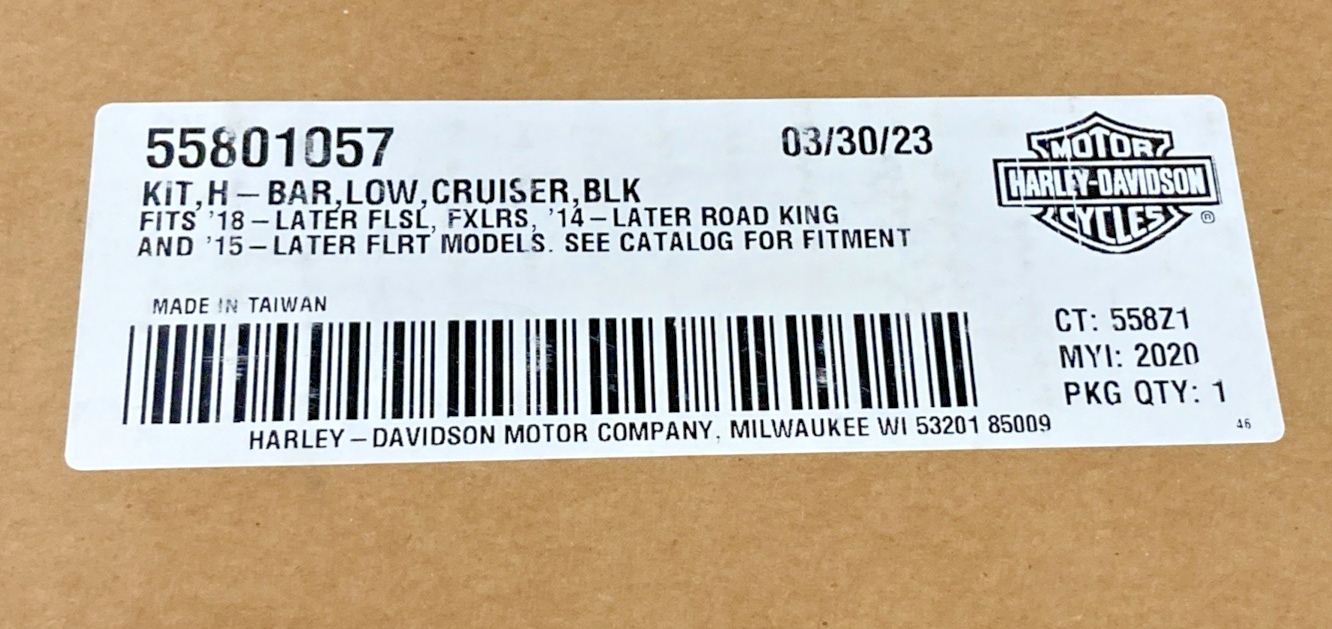 55801057 03/30/23
KIT, H-BAR, LOW, CRUISER, BLK
FITS '18-LATER FLSL, FXLRS, '14-LATER ROAD KING
AND '15-LATER FLRT MODELS. SEE CATALOG FOR FITMENT
MOTOR
HARLEY-DAVIDSON
CYCLES
®
MADE IN TAIWAN
CT: 558Z1
MYI: 2020
PKG QTY: 1
HARLEY-DAVIDSON MOTOR COMPANY, MILWAUKEE WI 53201 85009
46